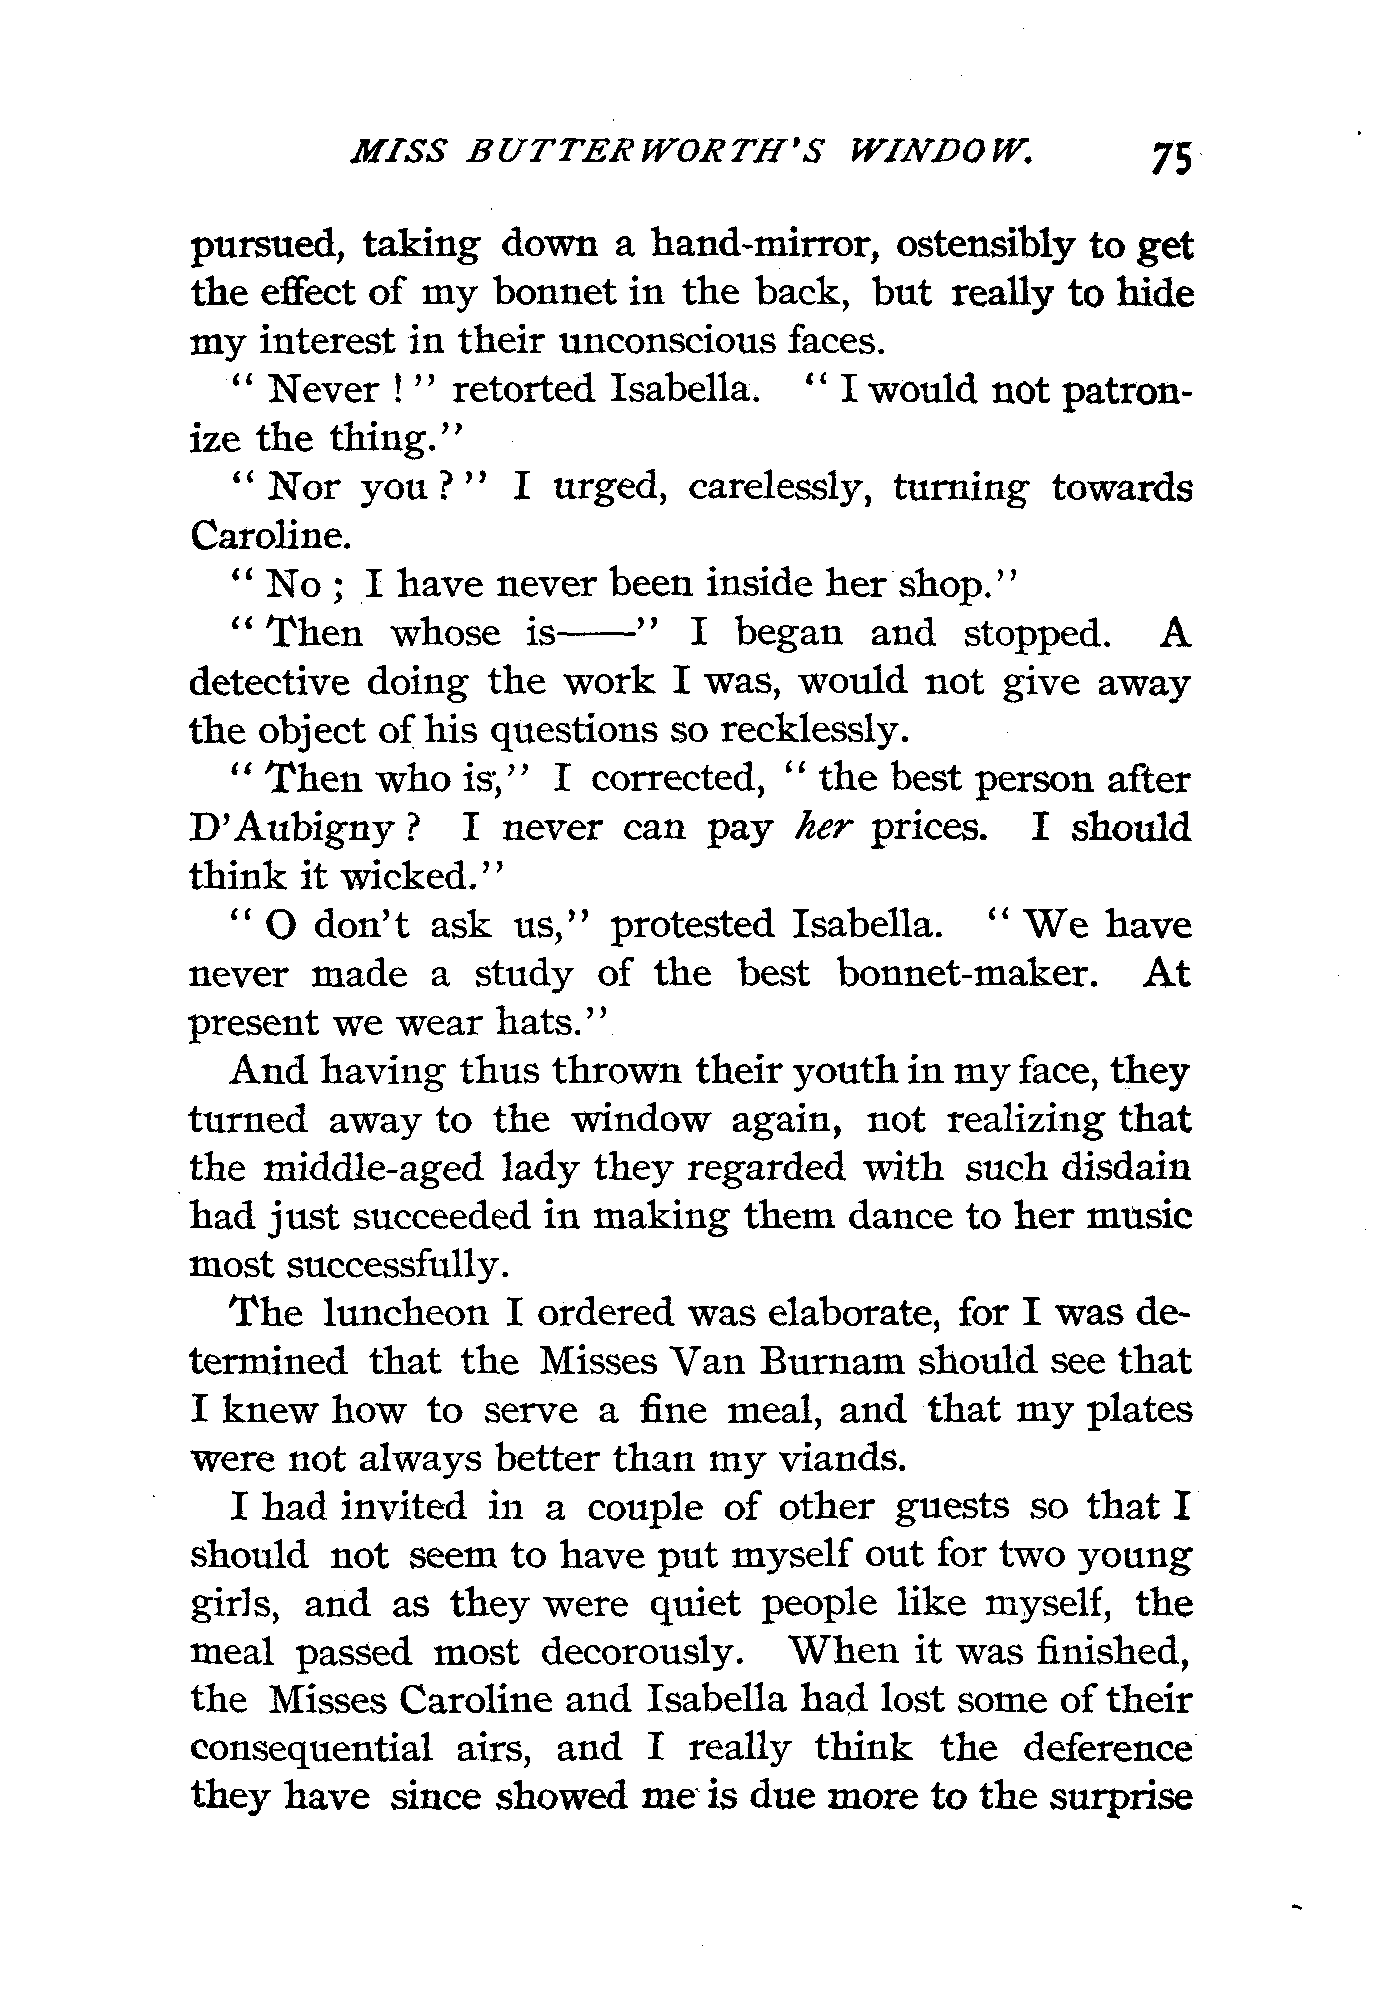 MISS BUTTERWORTH'S WINDOW. 75
pursued, taking down a hand-mirror, ostensibly to get
the effect of my bonnet in the back, but really to hide
my interest in their unconscious faces.
" Never ! " retorted Isabella. " I would not patron-
ize the thing."
" Nor you ? " I urged, carelessly, turning towards
Caroline.
" No ; I have never been inside her shop."
" Then whose is——" I began and stopped. A
detective doing the work I was, would not give away
the object of his questions so recklessly.
" Then who is," I corrected, " the best person after
D'Aubigny ? I never can pay her prices. I should
think it wicked."
" O don't ask us," protested Isabella. " We have
never made a study of the best bonnet-maker. At
present we wear hats."
And having thus thrown their youth in my face, they
turned away to the window again, not realizing that
the middle-aged lady they regarded with such disdain
had just succeeded in making them dance to her music
most successfully.
The luncheon I ordered was elaborate, for I was de-
termined that the Misses Van Burnam should see that
I knew how to serve a fine meal, and that my plates
were not always better than my viands.
I had invited in a couple of other guests so that I
should not seem to have put myself out for two young
girls, and as they were quiet people like myself, the
meal passed most decorously. When it was finished,
the Misses Caroline and Isabella had lost some of their
consequential airs, and I really think the deference
they have since showed me is due more to the surprise